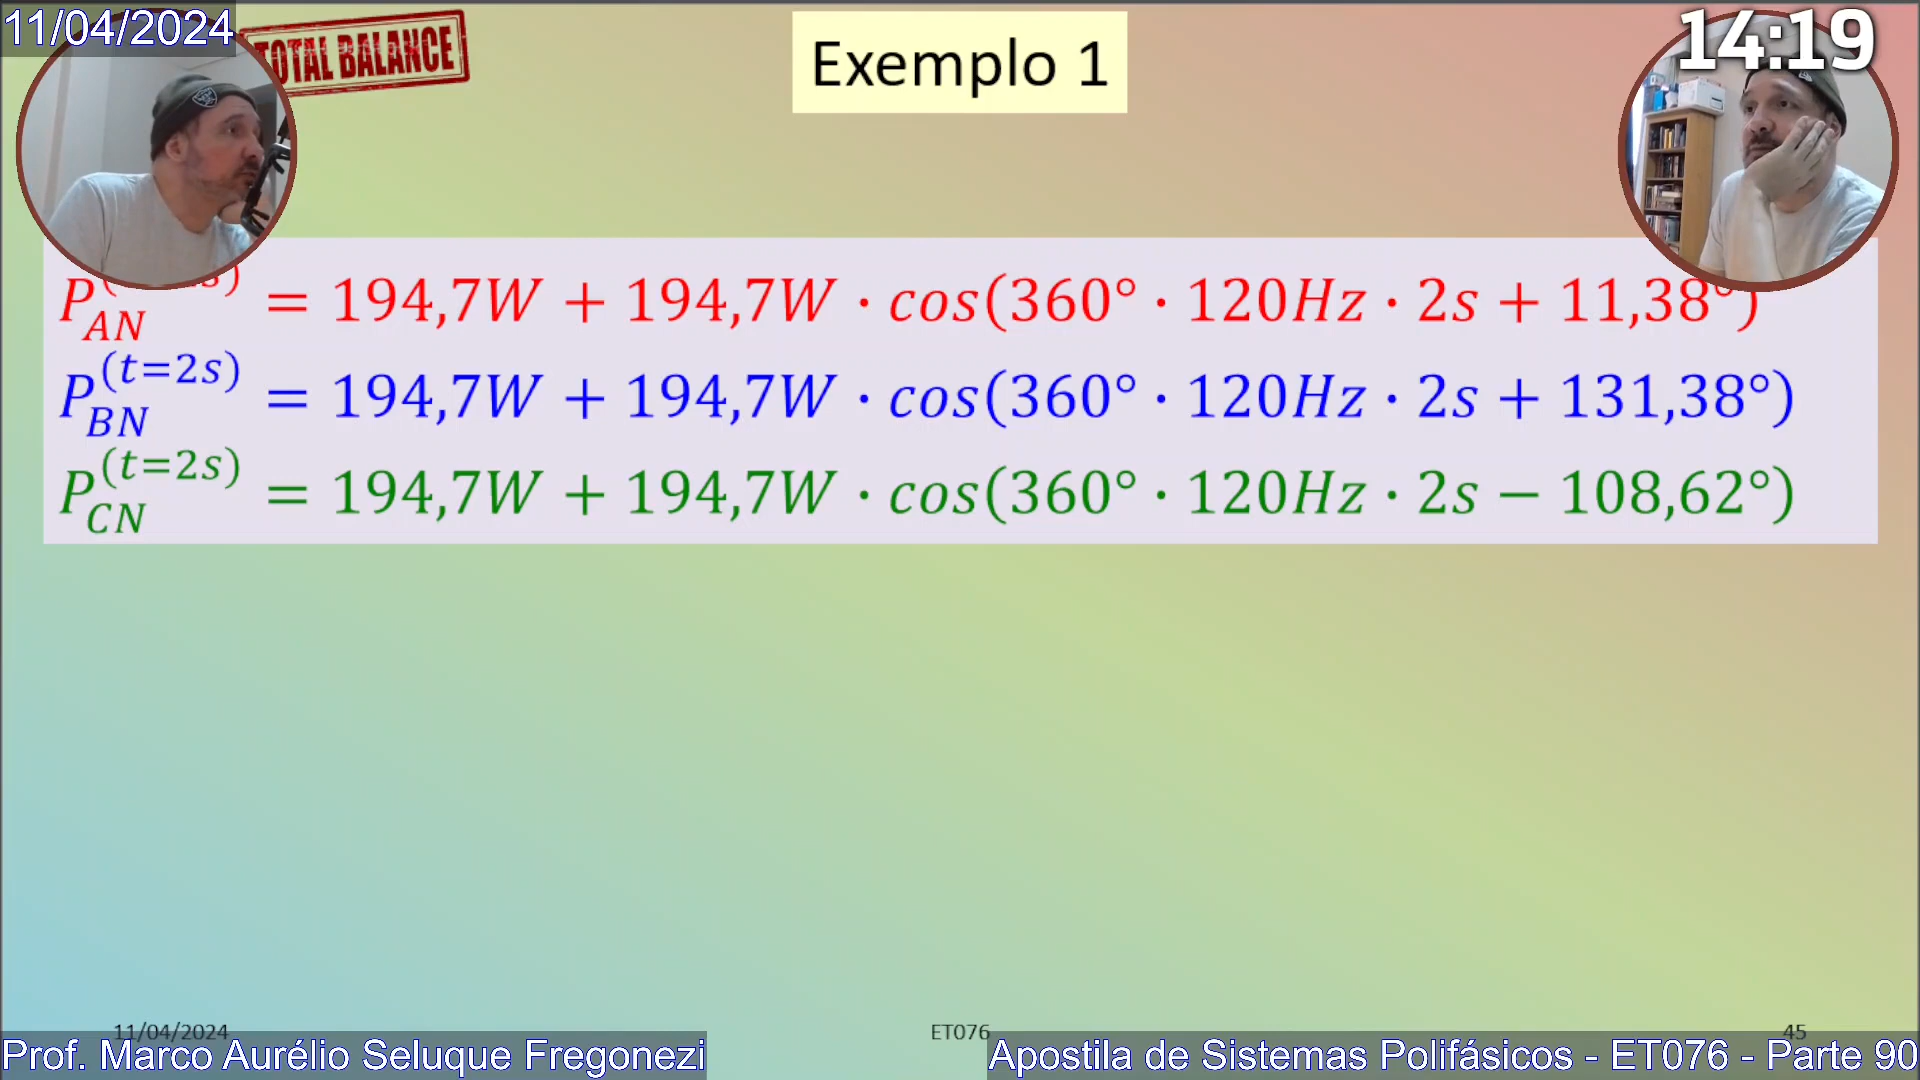 11/04/2024
TOTAL BALANCE
Exemplo 1
14:19
P_AN = 194,7W + 194,7W · cos(360° · 120Hz · 2s + 11,38°)
P_BN^(t=2s) = 194,7W + 194,7W · cos(360° · 120Hz · 2s + 131,38°)
P_CN^(t=2s) = 194,7W + 194,7W · cos(360° · 120Hz · 2s − 108,62°)
11/04/2024
ET076
45
Prof. Marco Aurélio Seluque Fregonezi
Apostila de Sistemas Polifásicos - ET076 - Parte 90